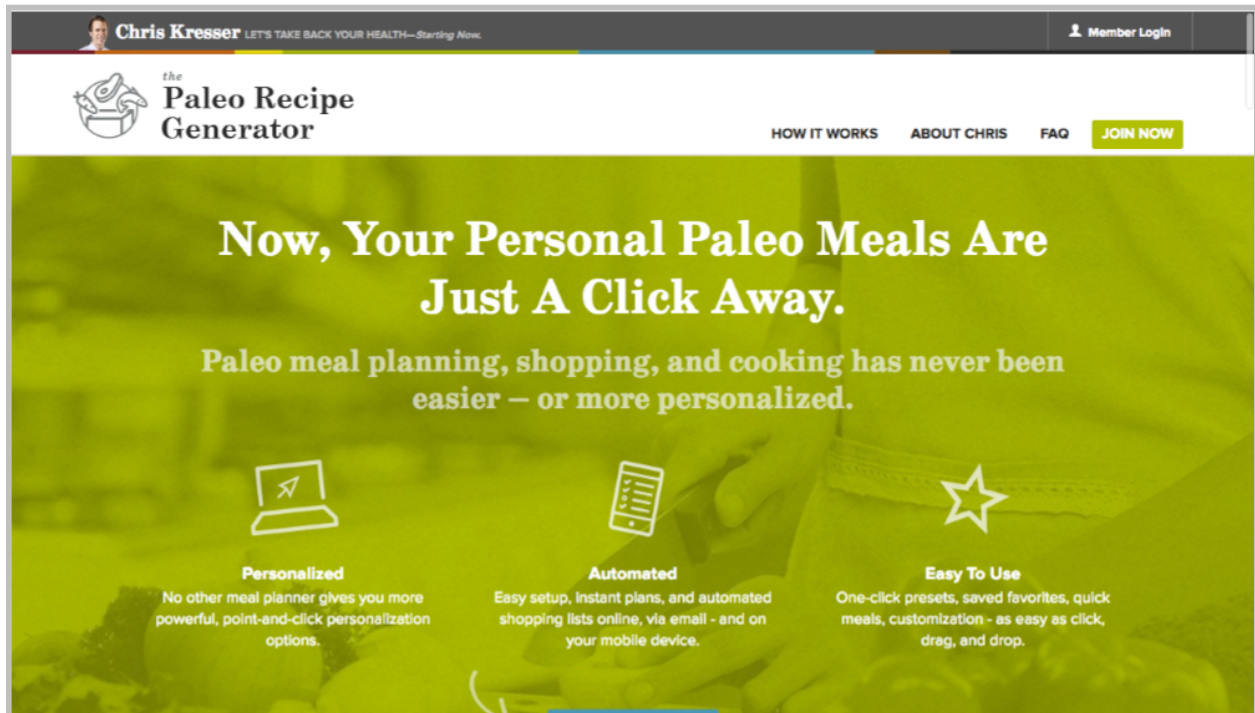 Chris Kresser LET'S TAKE BACK YOUR HEALTH—Starting Now.
Member Login
the
Paleo Recipe
Generator
HOW IT WORKS ABOUT CHRIS FAQ JOIN NOW
Now, Your Personal Paleo Meals Are
Just A Click Away.
Paleo meal planning, shopping, and cooking has never been
easier – or more personalized.
Personalized
No other meal planner gives you more
powerful, point-and-click personalization
options.
Automated
Easy setup, instant plans, and automated
shopping lists online, via email - and on
your mobile device.
Easy To Use
One-click presets, saved favorites, quick
meals, customization - as easy as click,
drag, and drop.